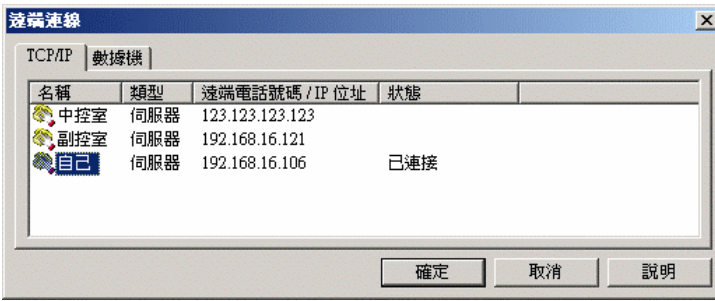 遠端連線
TCP/IP 數據機
名稱 類型 遠端電話號碼 / IP 位址 狀態
中控室 伺服器 123.123.123.123
副控室 伺服器 192.168.16.121
自己 伺服器 192.168.16.106 已連接
確定 取消 說明